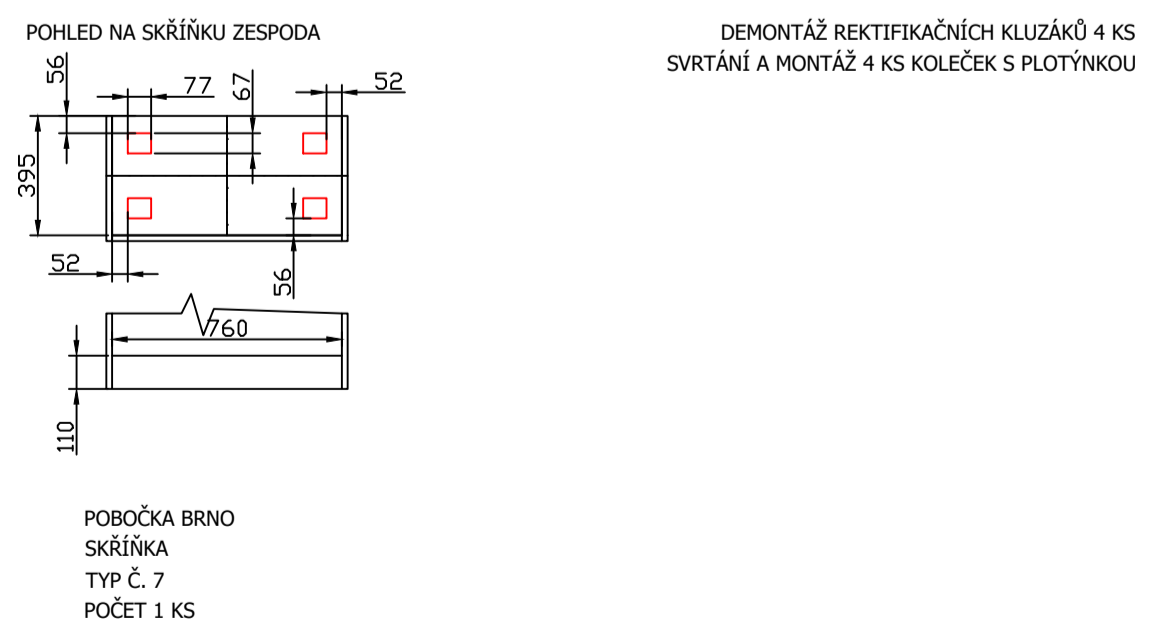 POHLED NA SKŘÍŇKU ZESPODA
DEMONTÁŽ REKTIFIKAČNÍCH KLUZÁKŮ 4 KS
SVRTÁNÍ A MONTÁŽ 4 KS KOLEČEK S PLOTÝNKOU
56
77
67
52
395
52
56
760
110
POBOČKA BRNO
SKŘÍŇKA
TYP Č. 7
POČET 1 KS